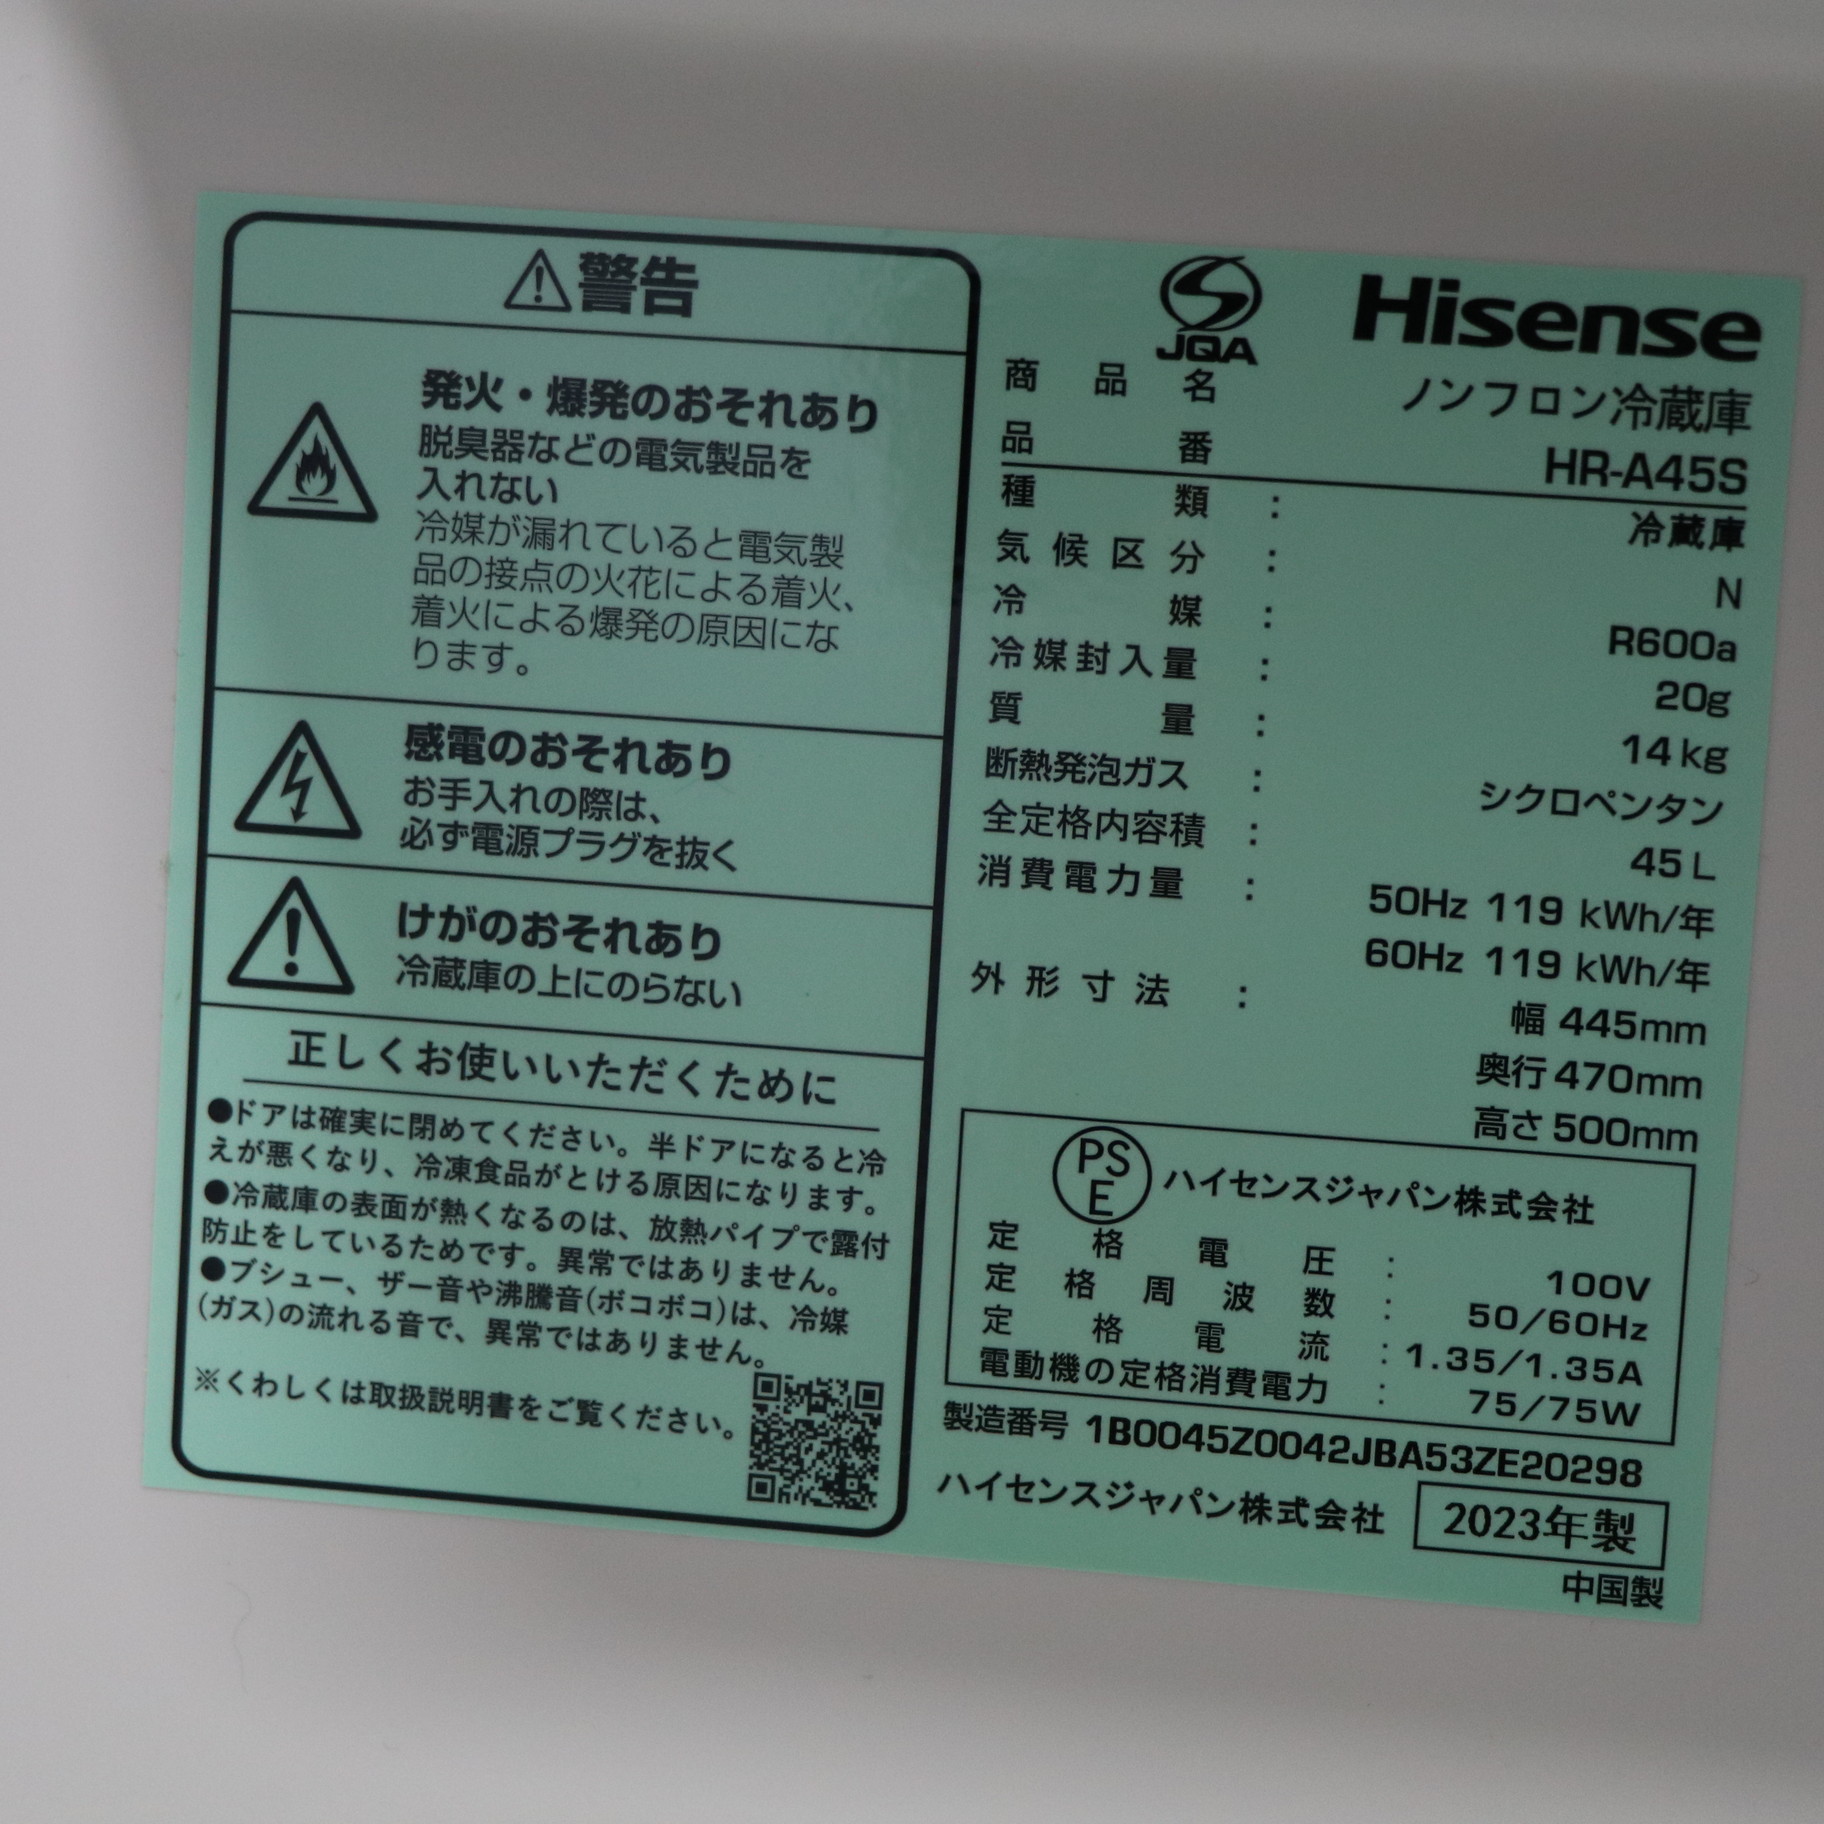 警告
発火・爆発のおそれあり
脱臭器などの電気製品を
入れない
冷媒が漏れていると電気製
品の接点の火花による着火、
着火による爆発の原因にな
ります。
感電のおそれあり
お手入れの際は、
必ず電源プラグを抜く
けがのおそれあり
冷蔵庫の上にのらない
正しくお使いいただくために
●ドアは確実に閉めてください。半ドアになると冷
えが悪くなり、冷凍食品がとける原因になります。
●冷蔵庫の表面が熱くなるのは、放熱パイプで露付
防止をしているためです。異常ではありません。
●ブシュー、ザー音や沸騰音(ボコボコ)は、冷媒
(ガス)の流れる音で、異常ではありません。
※くわしくは取扱説明書をご覧ください。
JQA
Hisense
商品名 ノンフロン冷蔵庫
品番 HR-A45S
種類 : 冷蔵庫
気候区分 : N
冷媒 : R600a
冷媒封入量 : 20g
質量 : 14kg
断熱発泡ガス : シクロペンタン
全定格内容積 : 45L
消費電力量 : 50Hz 119 kWh/年
60Hz 119 kWh/年
外形寸法 : 幅 445mm
奥行 470mm
高さ 500mm
PSE ハイセンスジャパン株式会社
定格電圧 : 100V
定格周波数 : 50/60Hz
定格電流 : 1.35/1.35A
電動機の定格消費電力 : 75/75W
製造番号 1B0045Z0042JBA53ZE20298
ハイセンスジャパン株式会社 2023年製
中国製